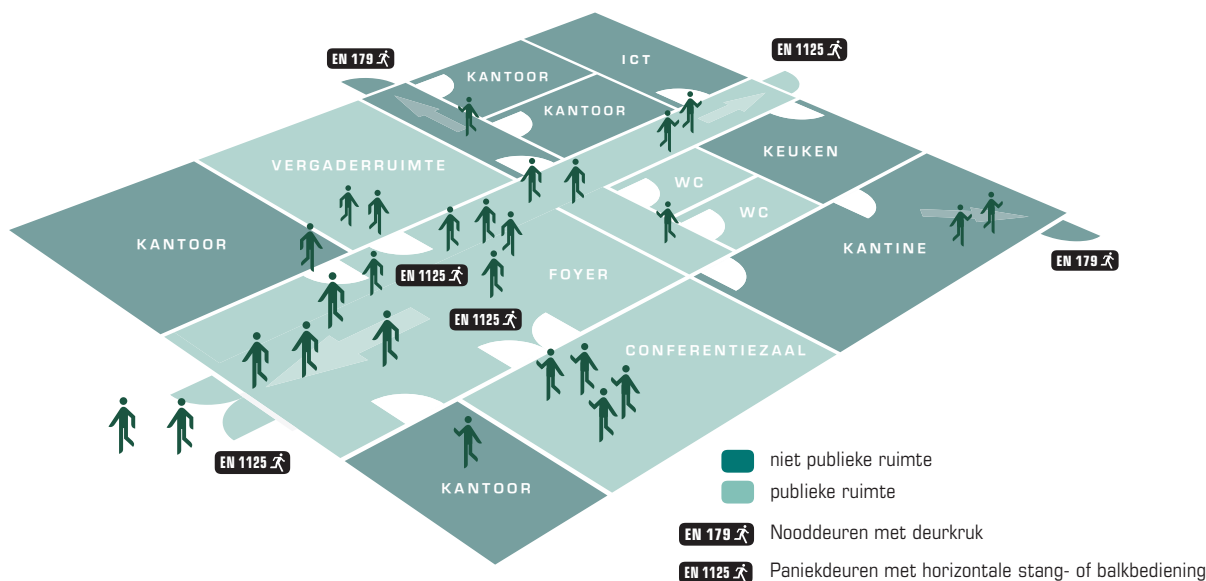 EN 1125
ICT
EN 179
KANTOOR
KANTOOR
KEUKEN
VERGADERRUIMTE
WC
WC
KANTOOR
KANTINE
EN 179
EN 1125
FOYER
EN 1125
CONFERENTIEZAAL
EN 1125
KANTOOR
niet publieke ruimte
publieke ruimte
EN 179 Nooddeuren met deurkruk
EN 1125 Paniekdeuren met horizontale stang- of balkbediening